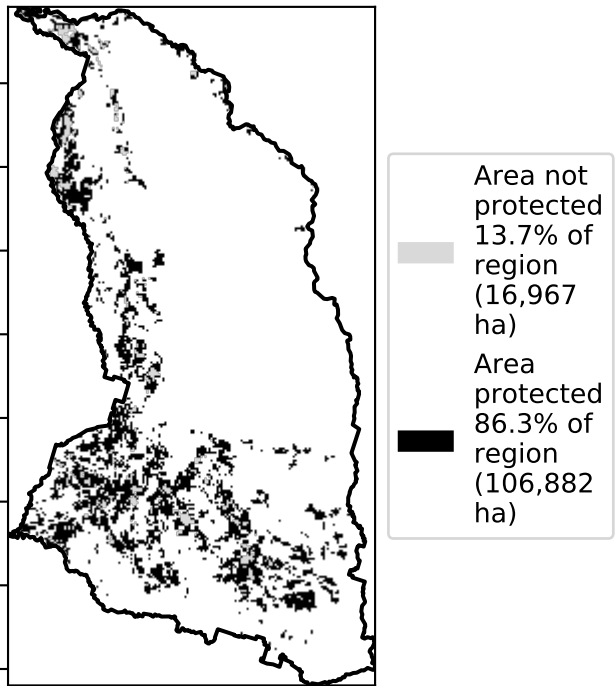 Area not
protected
13.7% of
region
(16,967
ha)
Area
protected
86.3% of
region
(106,882
ha)